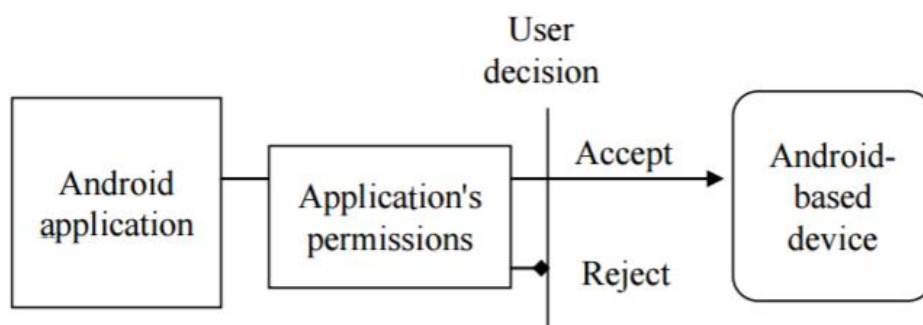 User
decision
Android
application
Application's
permissions
Accept
Reject
Android-
based
device